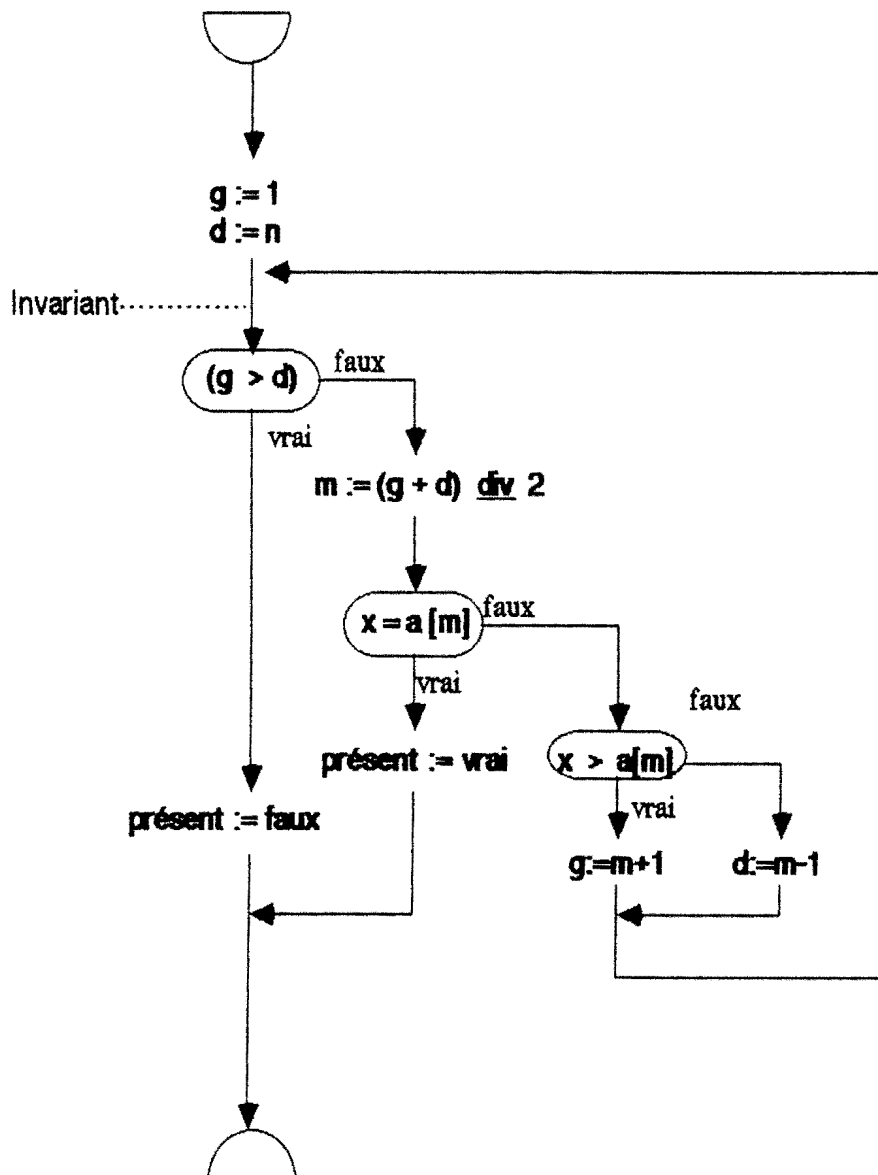 g := 1
d := n
Invariant
(g > d)
faux
vrai
m := (g + d) div 2
x = a [m]
faux
vrai
faux
présent := vrai
x > a[m]
vrai
présent := faux
g:=m+1
d:=m-1